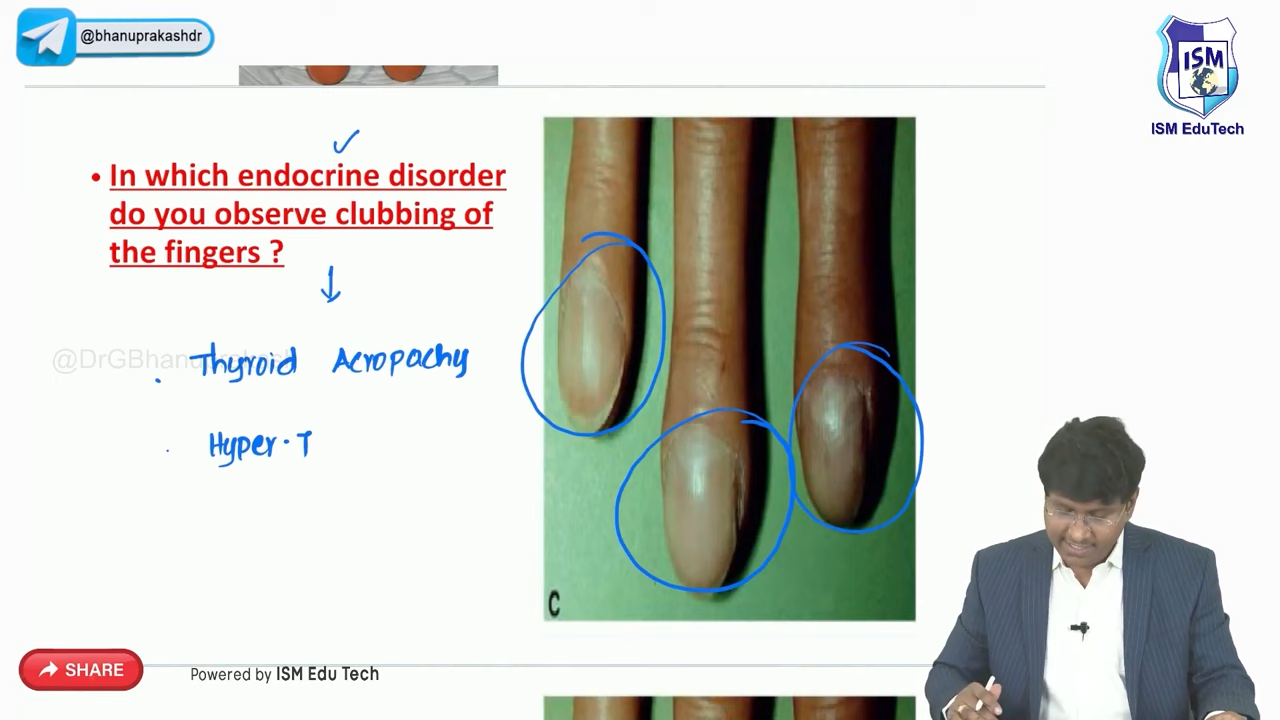 @bhanuprakashdr
ISM
ISM EduTech
• In which endocrine disorder
do you observe clubbing of
the fingers ?
@DrGBhanuprakash
Thyroid Acropachy
Hyper·T
C
SHARE
Powered by ISM Edu Tech